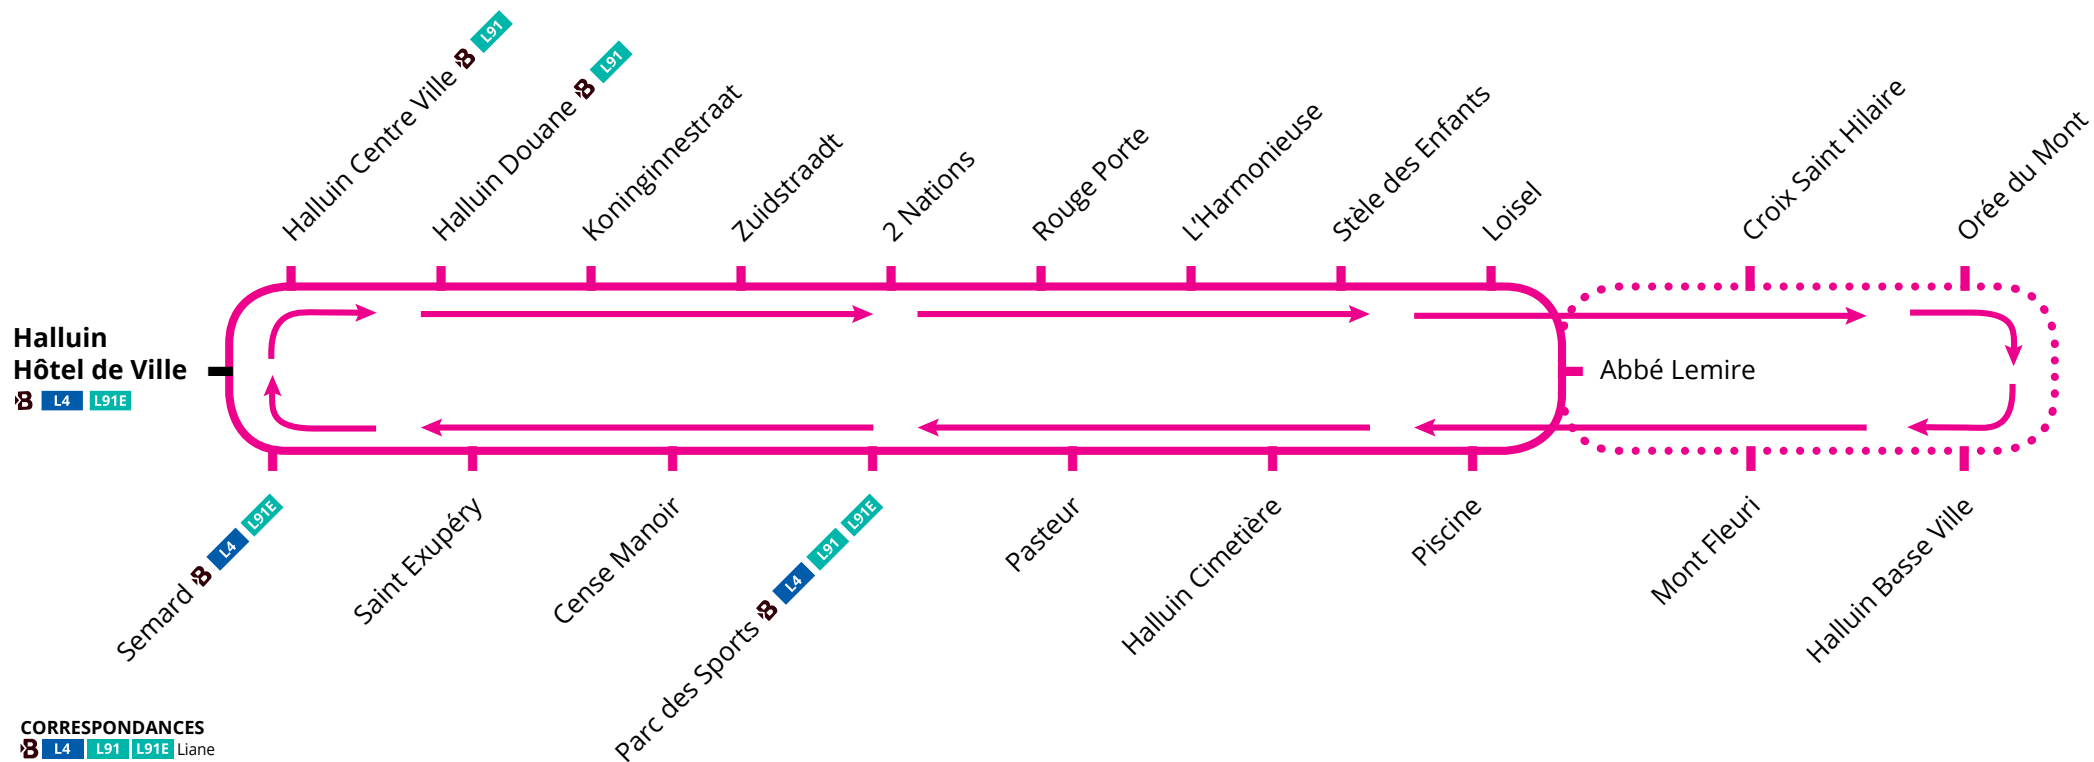 Halluin Centre Ville B L91
Halluin Douane B L91
Koninginnestraat
Zuidstraadt
2 Nations
Rouge Porte
L'Harmonieuse
Stèle des Enfants
Loisel
Croix Saint Hilaire
Orée du Mont
Halluin
Hôtel de Ville
B L4 L91E
Abbé Lemire
Semard B L4 L91E
Saint Exupéry
Cense Manoir
Parc des Sports B L4 L91 L91E
Pasteur
Halluin Cimetière
Piscine
Mont Fleuri
Halluin Basse Ville
CORRESPONDANCES
B L4 L91 L91E Liane